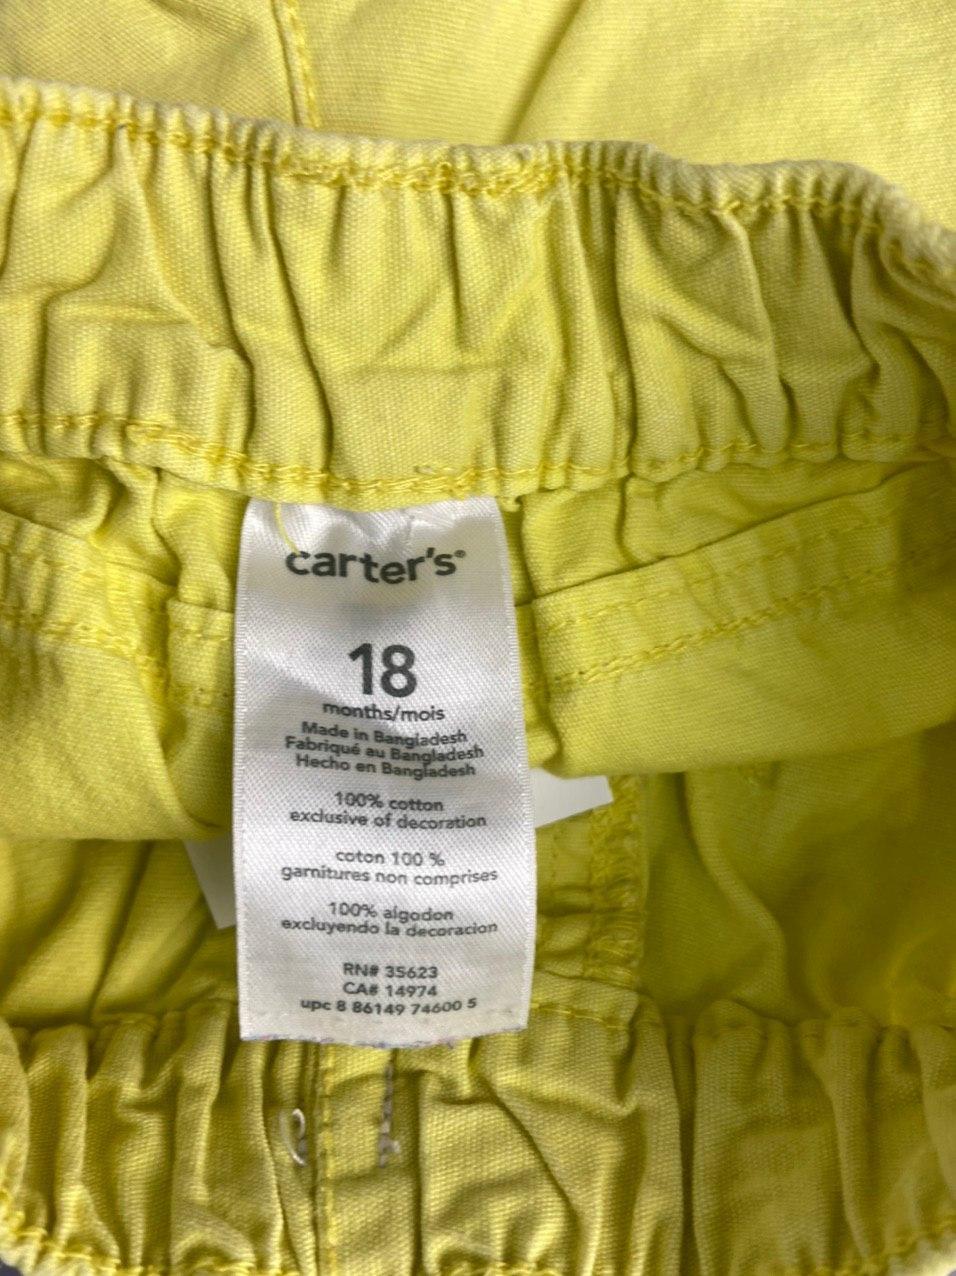 carter's®
18
months/mois
Made in Bangladesh
Fabriqué au Bangladesh
Hecho en Bangladesh
100% cotton
exclusive of decoration
coton 100 %
garnitures non comprises
100% algodon
excluyendo la decoracion
RN# 35623
CA# 14974
upc 8 86149 74600 5